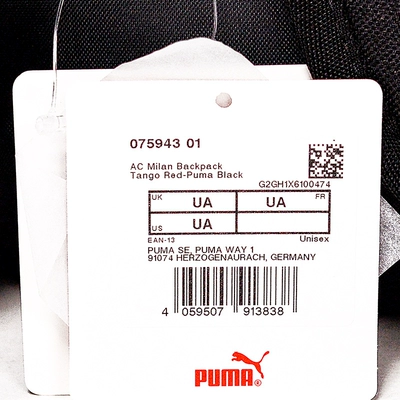 075943 01
AC Milan Backpack
Tango Red-Puma Black
G2GH1X6100474
UK UA UA FR
US UA
EAN-13 Unisex
PUMA SE, PUMA WAY 1
91074 HERZOGENAURACH, GERMANY
4 059507 913838
PUMA®